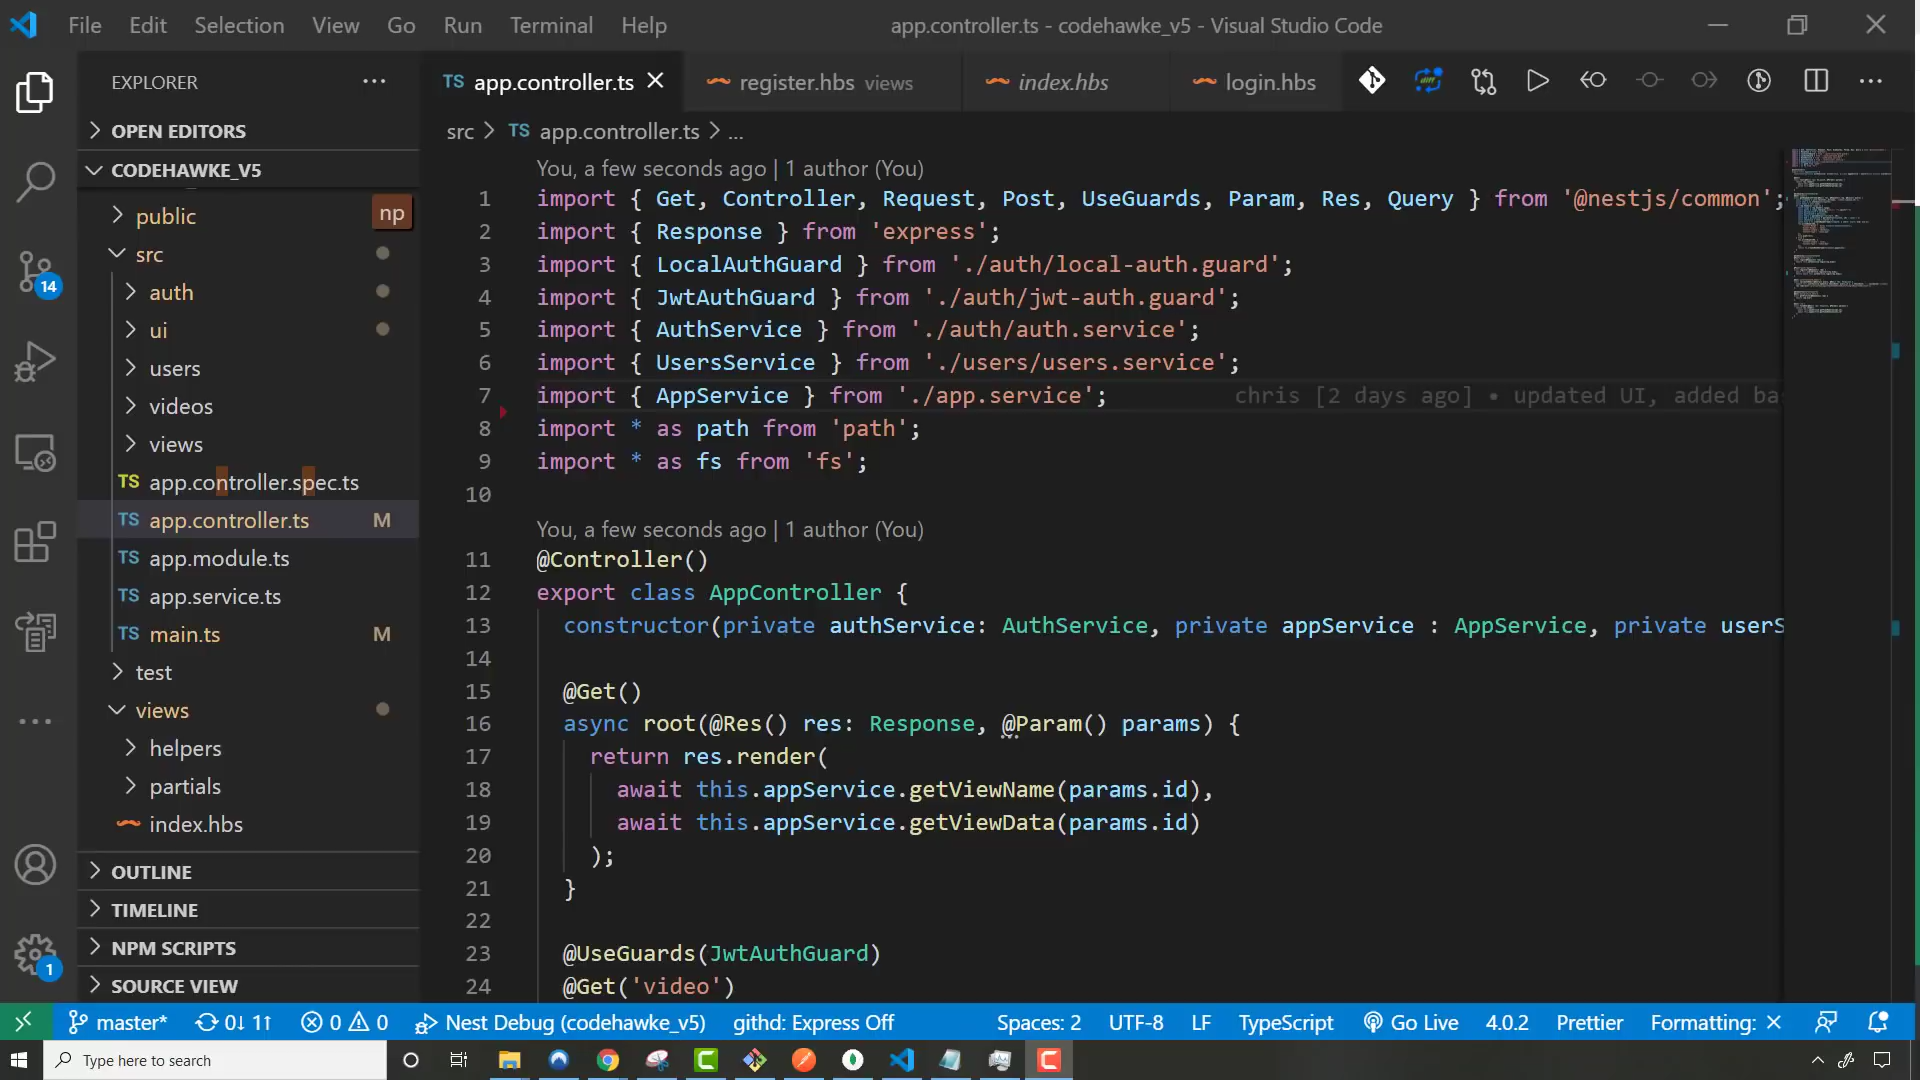 File Edit Selection View Go Run Terminal Help
app.controller.ts - codehawke_v5 - Visual Studio Code
EXPLORER
TS app.controller.ts
register.hbs views
index.hbs
login.hbs
OPEN EDITORS
src > TS app.controller.ts > ...
CODEHAWKE_V5
public
np
src
auth
ui
users
videos
views
TS app.controller.spec.ts
TS app.controller.ts M
TS app.module.ts
TS app.service.ts
TS main.ts M
test
views
helpers
partials
index.hbs
OUTLINE
TIMELINE
NPM SCRIPTS
SOURCE VIEW
14
1
You, a few seconds ago | 1 author (You)
1 import { Get, Controller, Request, Post, UseGuards, Param, Res, Query } from '@nestjs/common';
2 import { Response } from 'express';
3 import { LocalAuthGuard } from './auth/local-auth.guard';
4 import { JwtAuthGuard } from './auth/jwt-auth.guard';
5 import { AuthService } from './auth/auth.service';
6 import { UsersService } from './users/users.service';
7 import { AppService } from './app.service'; chris [2 days ago] • updated UI, added ba
8 import * as path from 'path';
9 import * as fs from 'fs';
10
You, a few seconds ago | 1 author (You)
11 @Controller()
12 export class AppController {
13 constructor(private authService: AuthService, private appService : AppService, private userS
14
15 @Get()
16 async root(@Res() res: Response, @Param() params) {
17 return res.render(
18 await this.appService.getViewName(params.id),
19 await this.appService.getViewData(params.id)
20 );
21 }
22
23 @UseGuards(JwtAuthGuard)
24 @Get('video')
master* 0↓ 1↑ 0 0 Nest Debug (codehawke_v5) githd: Express Off Spaces: 2 UTF-8 LF TypeScript Go Live 4.0.2 Prettier Formatting: ×
Type here to search